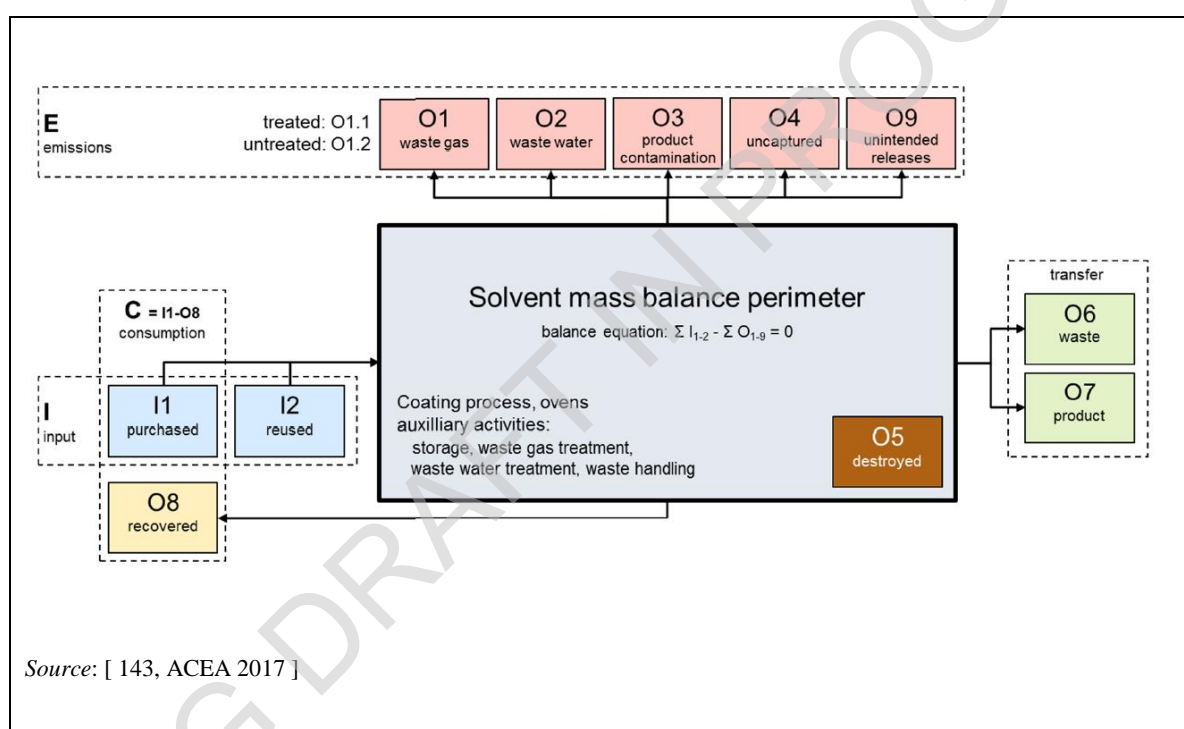 E
emissions
treated: O1.1
untreated: O1.2
O1
waste gas
O2
waste water
O3
product
contamination
O4
uncaptured
O9
unintended
releases
Solvent mass balance perimeter
balance equation: Σ I₁₋₂ - Σ O₁₋₉ = 0
Coating process, ovens
auxilliary activities:
storage, waste gas treatment,
waste water treatment, waste handling
O5
destroyed
transfer
O6
waste
O7
product
C = I1-O8
consumption
I
input
I1
purchased
I2
reused
O8
recovered
Source: [ 143, ACEA 2017 ]
G DRAFT IN PROG